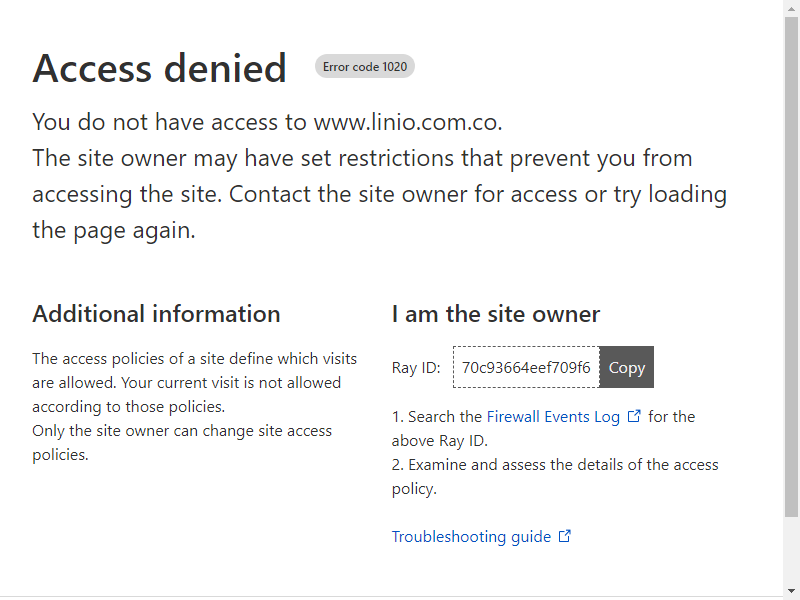 Access denied
Error code 1020
You do not have access to www.linio.com.co.
The site owner may have set restrictions that prevent you from
accessing the site. Contact the site owner for access or try loading
the page again.
Additional information
The access policies of a site define which visits
are allowed. Your current visit is not allowed
according to those policies.
Only the site owner can change site access
policies.
I am the site owner
Ray ID:
70c93664eef709f6
Copy
1. Search the Firewall Events Log for the
above Ray ID.
2. Examine and assess the details of the access
policy.
Troubleshooting guide